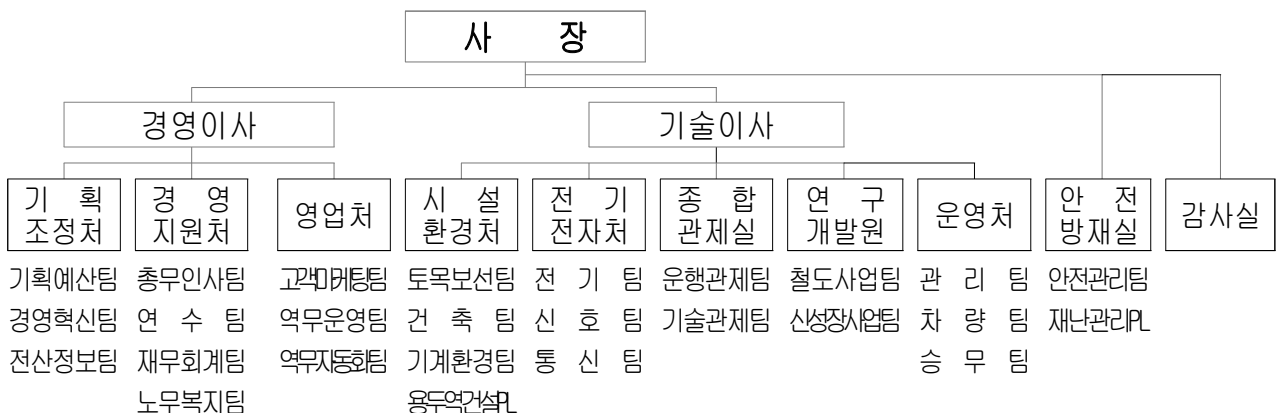 사 장
경영이사 기술이사
기 획 경 영 영업처 시 설 전 기 종 합 연 구 운영처 안 전 감사실
조정처 지원처 환경처 전자처 관제실 개발원 방재실
기획예산팀 총무인사팀 고객마케팅팀 토목보선팀 전 기 팀 운행관제팀 철도사업팀 관 리 팀 안전관리팀
경영혁신팀 연 수 팀 역무운영팀 건 축 팀 신 호 팀 기술관제팀 신성장사업팀 차 량 팀 재난관리PL
전산정보팀 재무회계팀 역무자동화팀 기계환경팀 통 신 팀 승 무 팀
노무복지팀 용두역건설PL